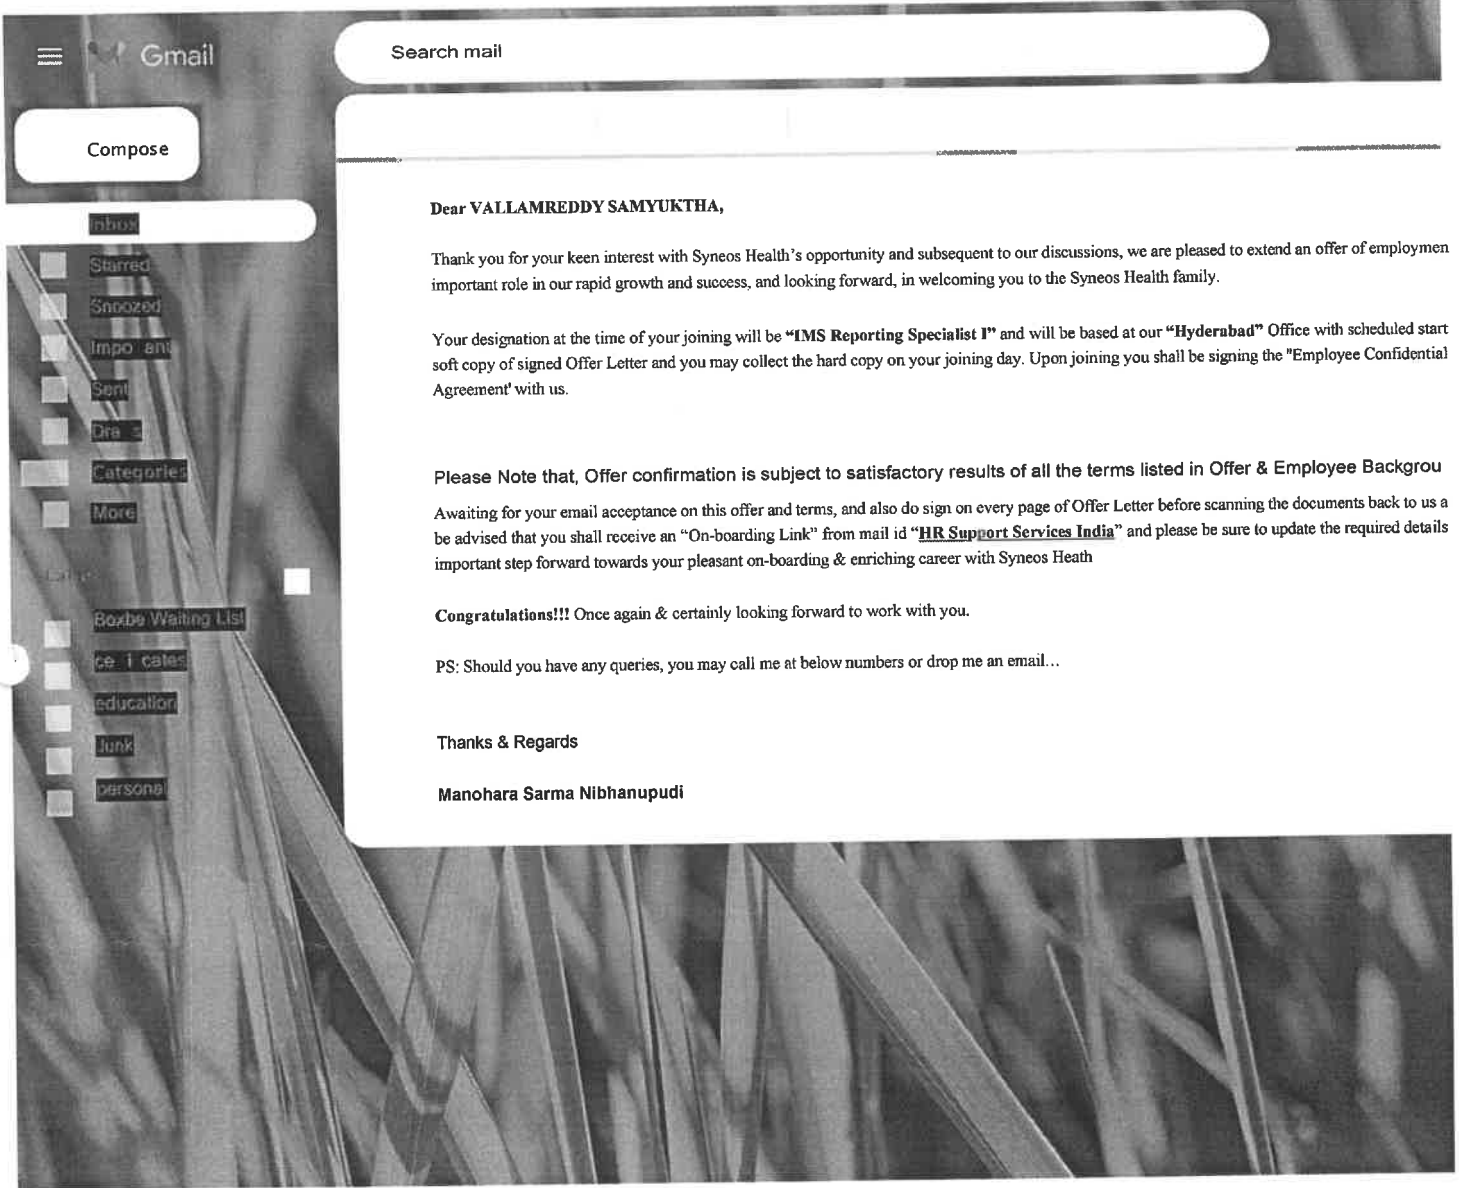 Gmail
Search mail
Compose
Inbox
Starred
Snoozed
Impo ant
Sent
Dra s
Categories
More
Boxbe Waiting List
ce i cates
education
Junk
personal
Dear VALLAMREDDY SAMYUKTHA,
Thank you for your keen interest with Syneos Health's opportunity and subsequent to our discussions, we are pleased to extend an offer of employmen
important role in our rapid growth and success, and looking forward, in welcoming you to the Syneos Health family.
Your designation at the time of your joining will be “IMS Reporting Specialist I” and will be based at our “Hyderabad” Office with scheduled start
soft copy of signed Offer Letter and you may collect the hard copy on your joining day. Upon joining you shall be signing the "Employee Confidential
Agreement' with us.
Please Note that, Offer confirmation is subject to satisfactory results of all the terms listed in Offer & Employee Backgrou
Awaiting for your email acceptance on this offer and terms, and also do sign on every page of Offer Letter before scanning the documents back to us a
be advised that you shall receive an “On-boarding Link” from mail id “HR Support Services India” and please be sure to update the required details
important step forward towards your pleasant on-boarding & enriching career with Syneos Heath
Congratulations!!! Once again & certainly looking forward to work with you.
PS: Should you have any queries, you may call me at below numbers or drop me an email…
Thanks & Regards
Manohara Sarma Nibhanupudi